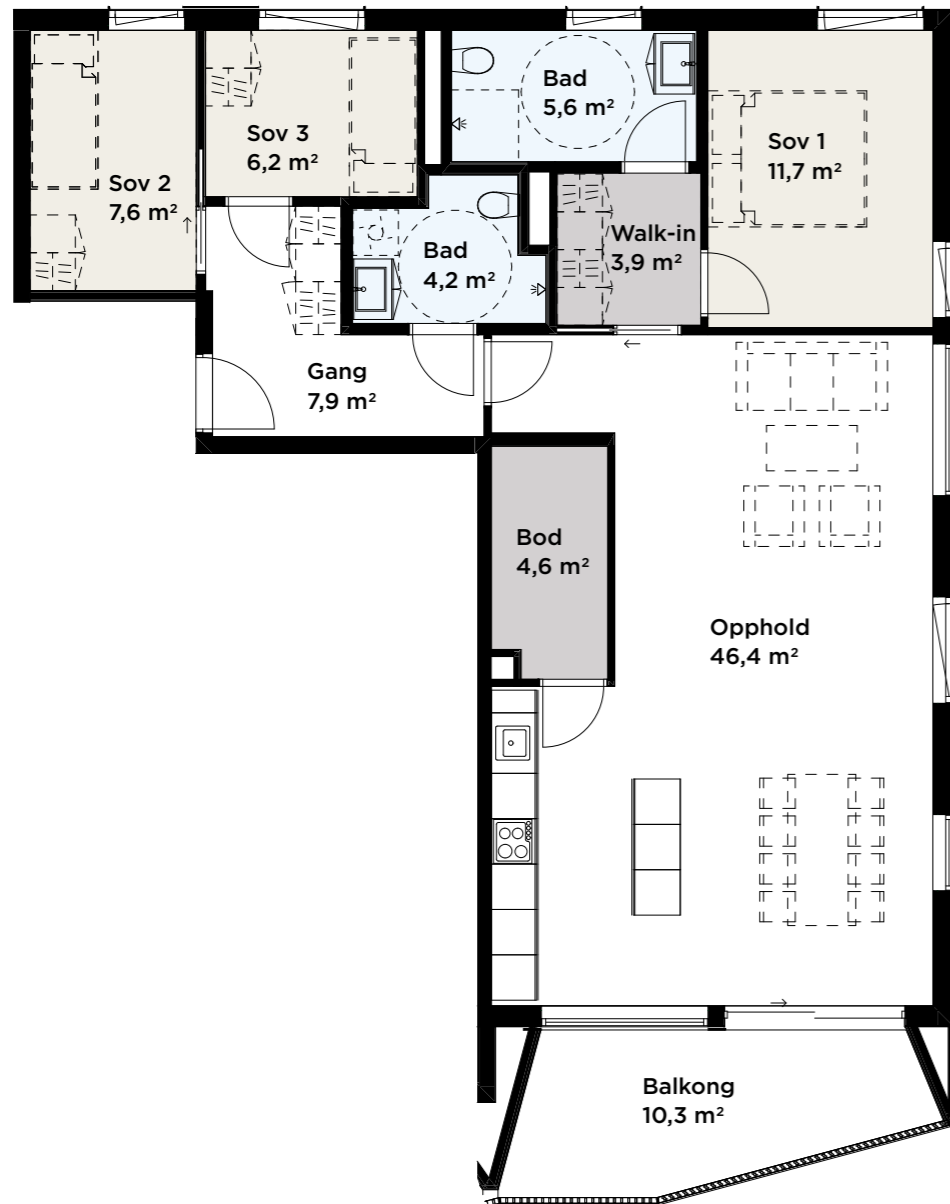 Bad
5,6 m²
Sov 3
6,2 m²
Sov 1
11,7 m²
Sov 2
7,6 m²
Walk-in
3,9 m²
Bad
4,2 m²
Gang
7,9 m²
Bod
4,6 m²
Opphold
46,4 m²
Balkong
10,3 m²